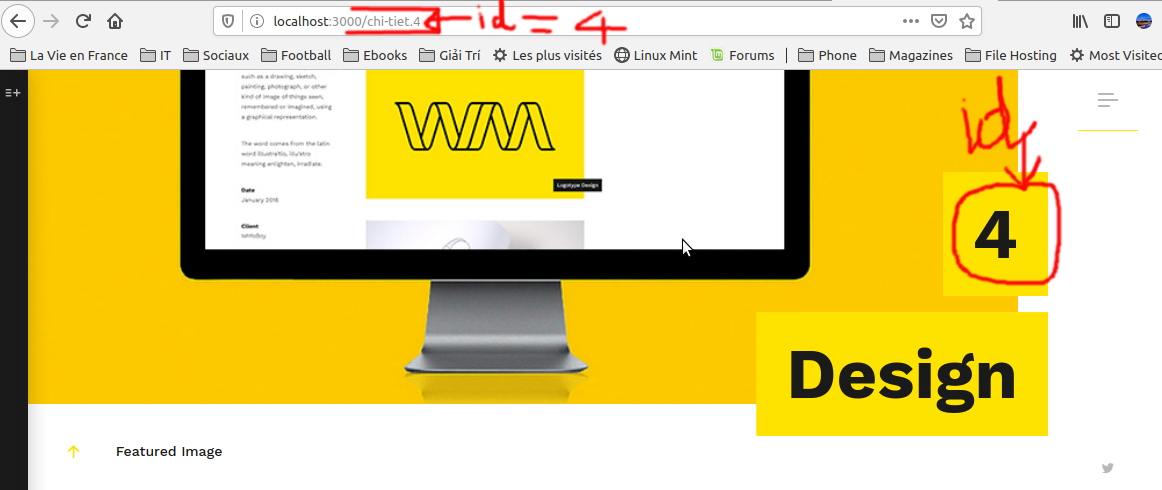 localhost:3000/chi-tiet.4
id = 4
La Vie en France IT Sociaux Football Ebooks Giải Trí Les plus visités Linux Mint Forums Phone Magazines File Hosting Most Visited
such as a drawing, sketch,
painting, photograph, or other
kind of image of things seen,
remembered or imagined, using
a graphical representation.
The word comes from the latin
word illustra'tio, illu'stro
meaning enlighten, irradiate.
WM
Logotype Design
Date
January 2016
Client
id
4
Design
Featured Image